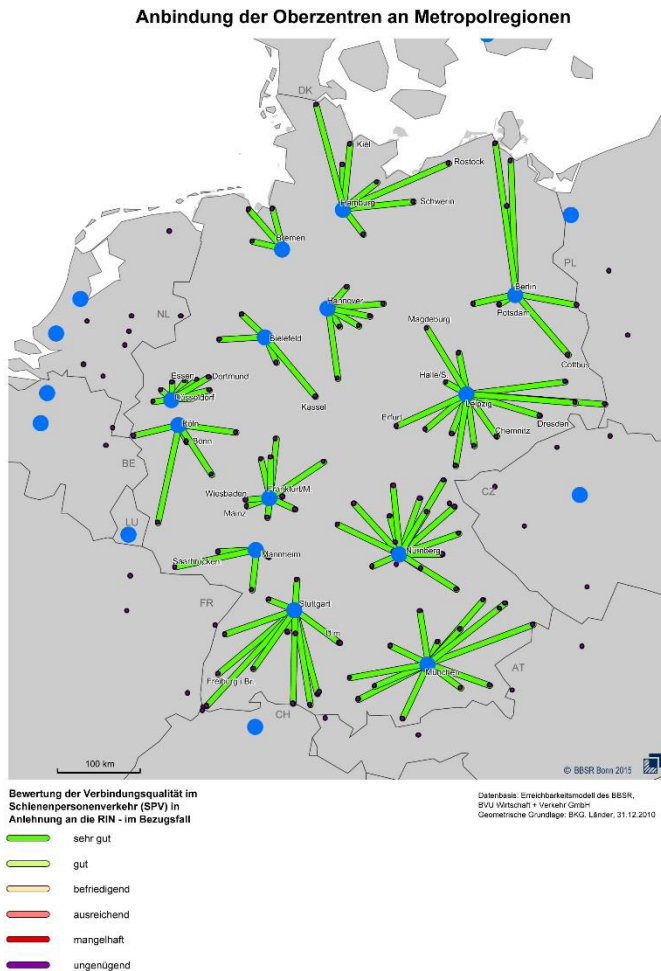 Anbindung der Oberzentren an Metropolregionen
DK
Kiel
Rostock
Hamburg
Schwerin
Bremen
PL
Berlin
Hannover
Potsdam
NL
Magdeburg
Bielefeld
Cottbus
Halle/S.
Essen
Dortmund
Düsseldorf
Leipzig
Kassel
Erfurt
Dresden
Köln
Chemnitz
Bonn
BE
Wiesbaden
Frankfurt/M.
CZ
Mainz
LU
Saarbrücken
Mannheim
Nürnberg
FR
Stuttgart
Ulm
München
AT
Freiburg i.Br.
CH
100 km
© BBSR Bonn 2015
Bewertung der Verbindungsqualität im
Schienenpersonenverkehr (SPV) in
Anlehnung an die RIN - im Bezugsfall
Datenbasis: Erreichbarkeitsmodell des BBSR,
BVU Wirtschaft + Verkehr GmbH
Geometrische Grundlage: BKG, Länder, 31.12.2010
sehr gut
gut
befriedigend
ausreichend
mangelhaft
ungenügend